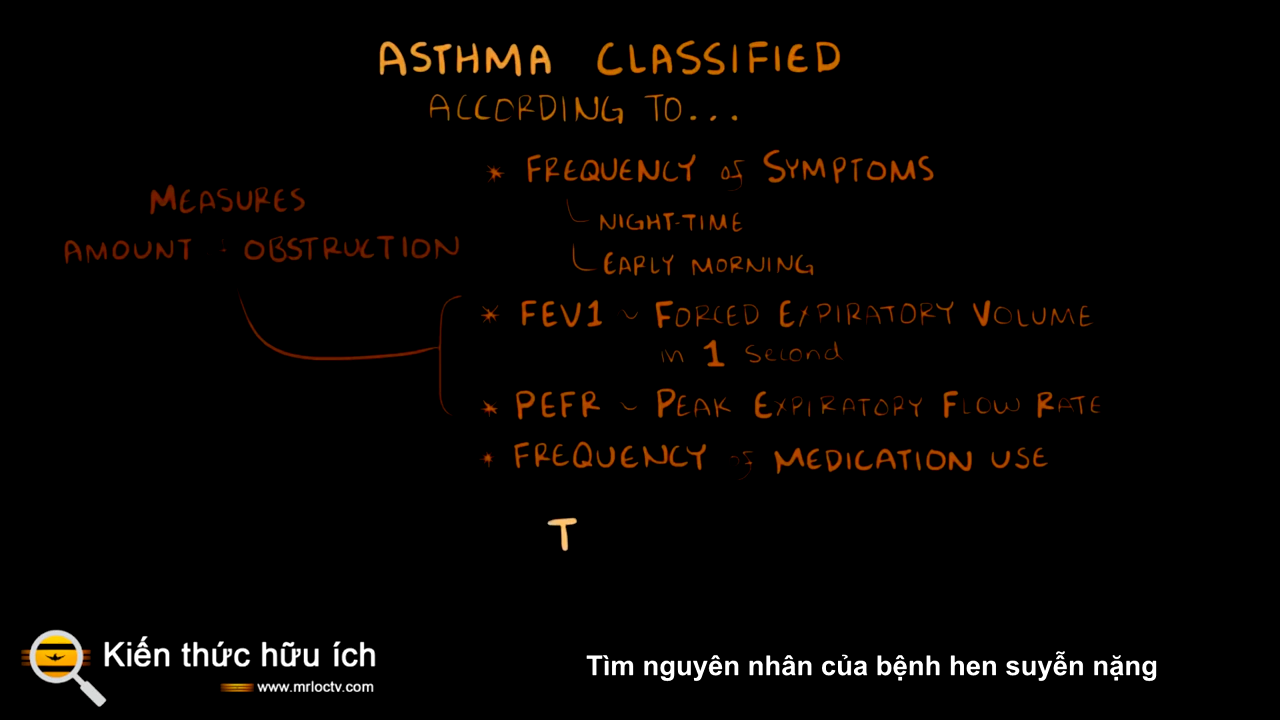 ASTHMA CLASSIFIED
ACCORDING TO...
* FREQUENCY of SYMPTOMS
NIGHT-TIME
EARLY MORNING
MEASURES
AMOUNT : OBSTRUCTION
* FEV1 ~ FORCED EXPIRATORY VOLUME
in 1 Second
* PEFR ~ PEAK EXPIRATORY FLOW RATE
* FREQUENCY of MEDICATION USE
T
Kiến thức hữu ích
www.mrloctv.com
Tìm nguyên nhân của bệnh hen suyễn nặng